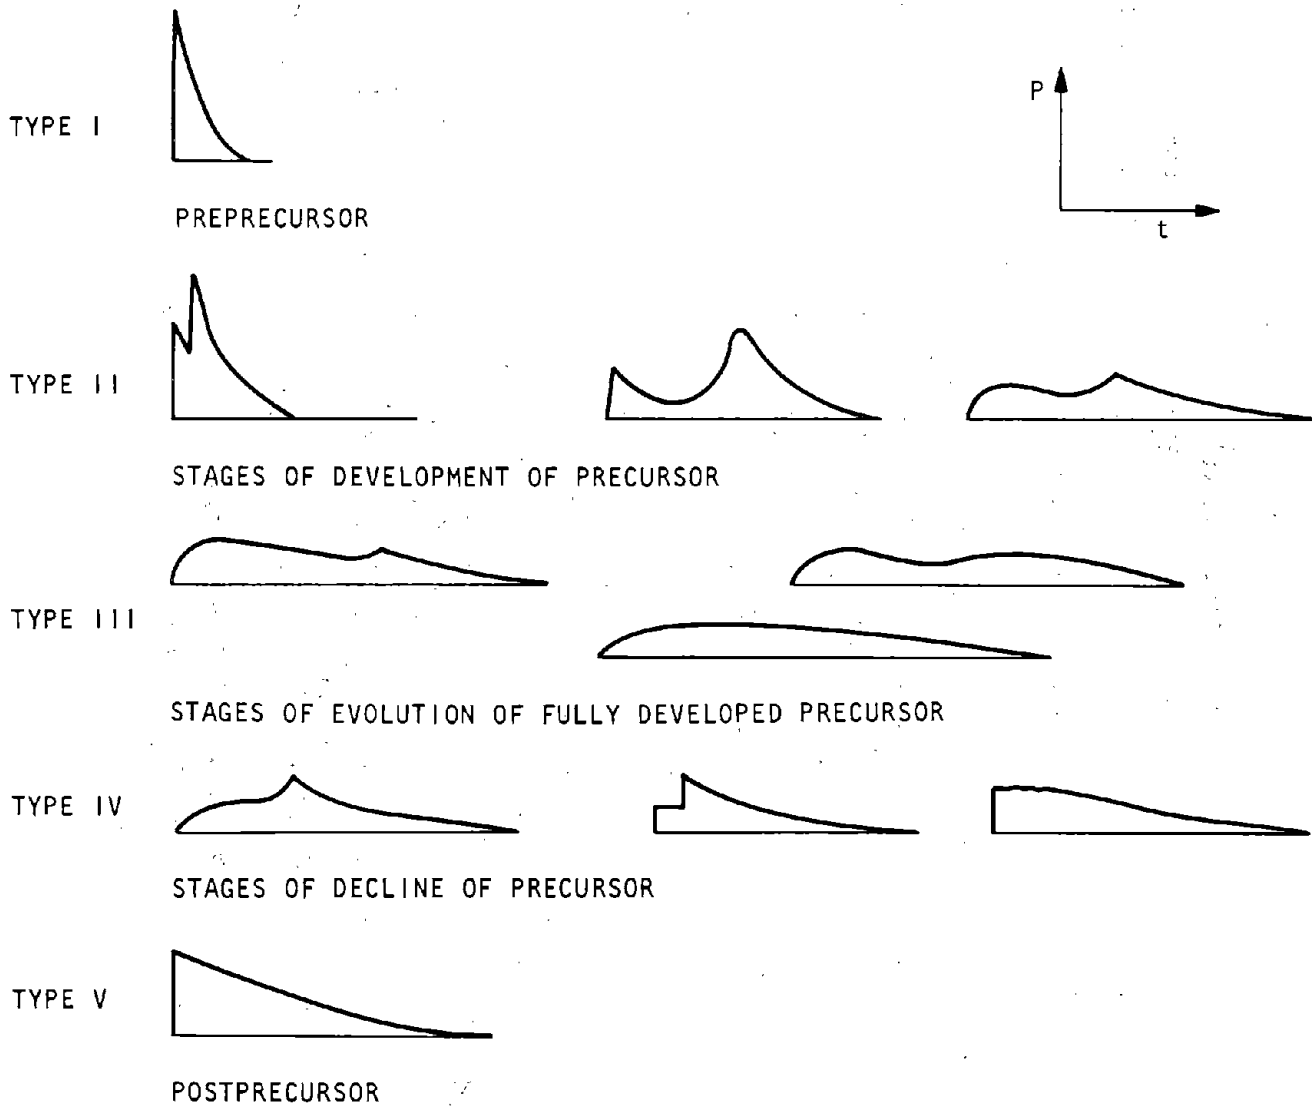 TYPE I
P
t
PREPRECURSOR
TYPE II
STAGES OF DEVELOPMENT OF PRECURSOR
TYPE III
STAGES OF EVOLUTION OF FULLY DEVELOPED PRECURSOR
TYPE IV
STAGES OF DECLINE OF PRECURSOR
TYPE V
POSTPRECURSOR